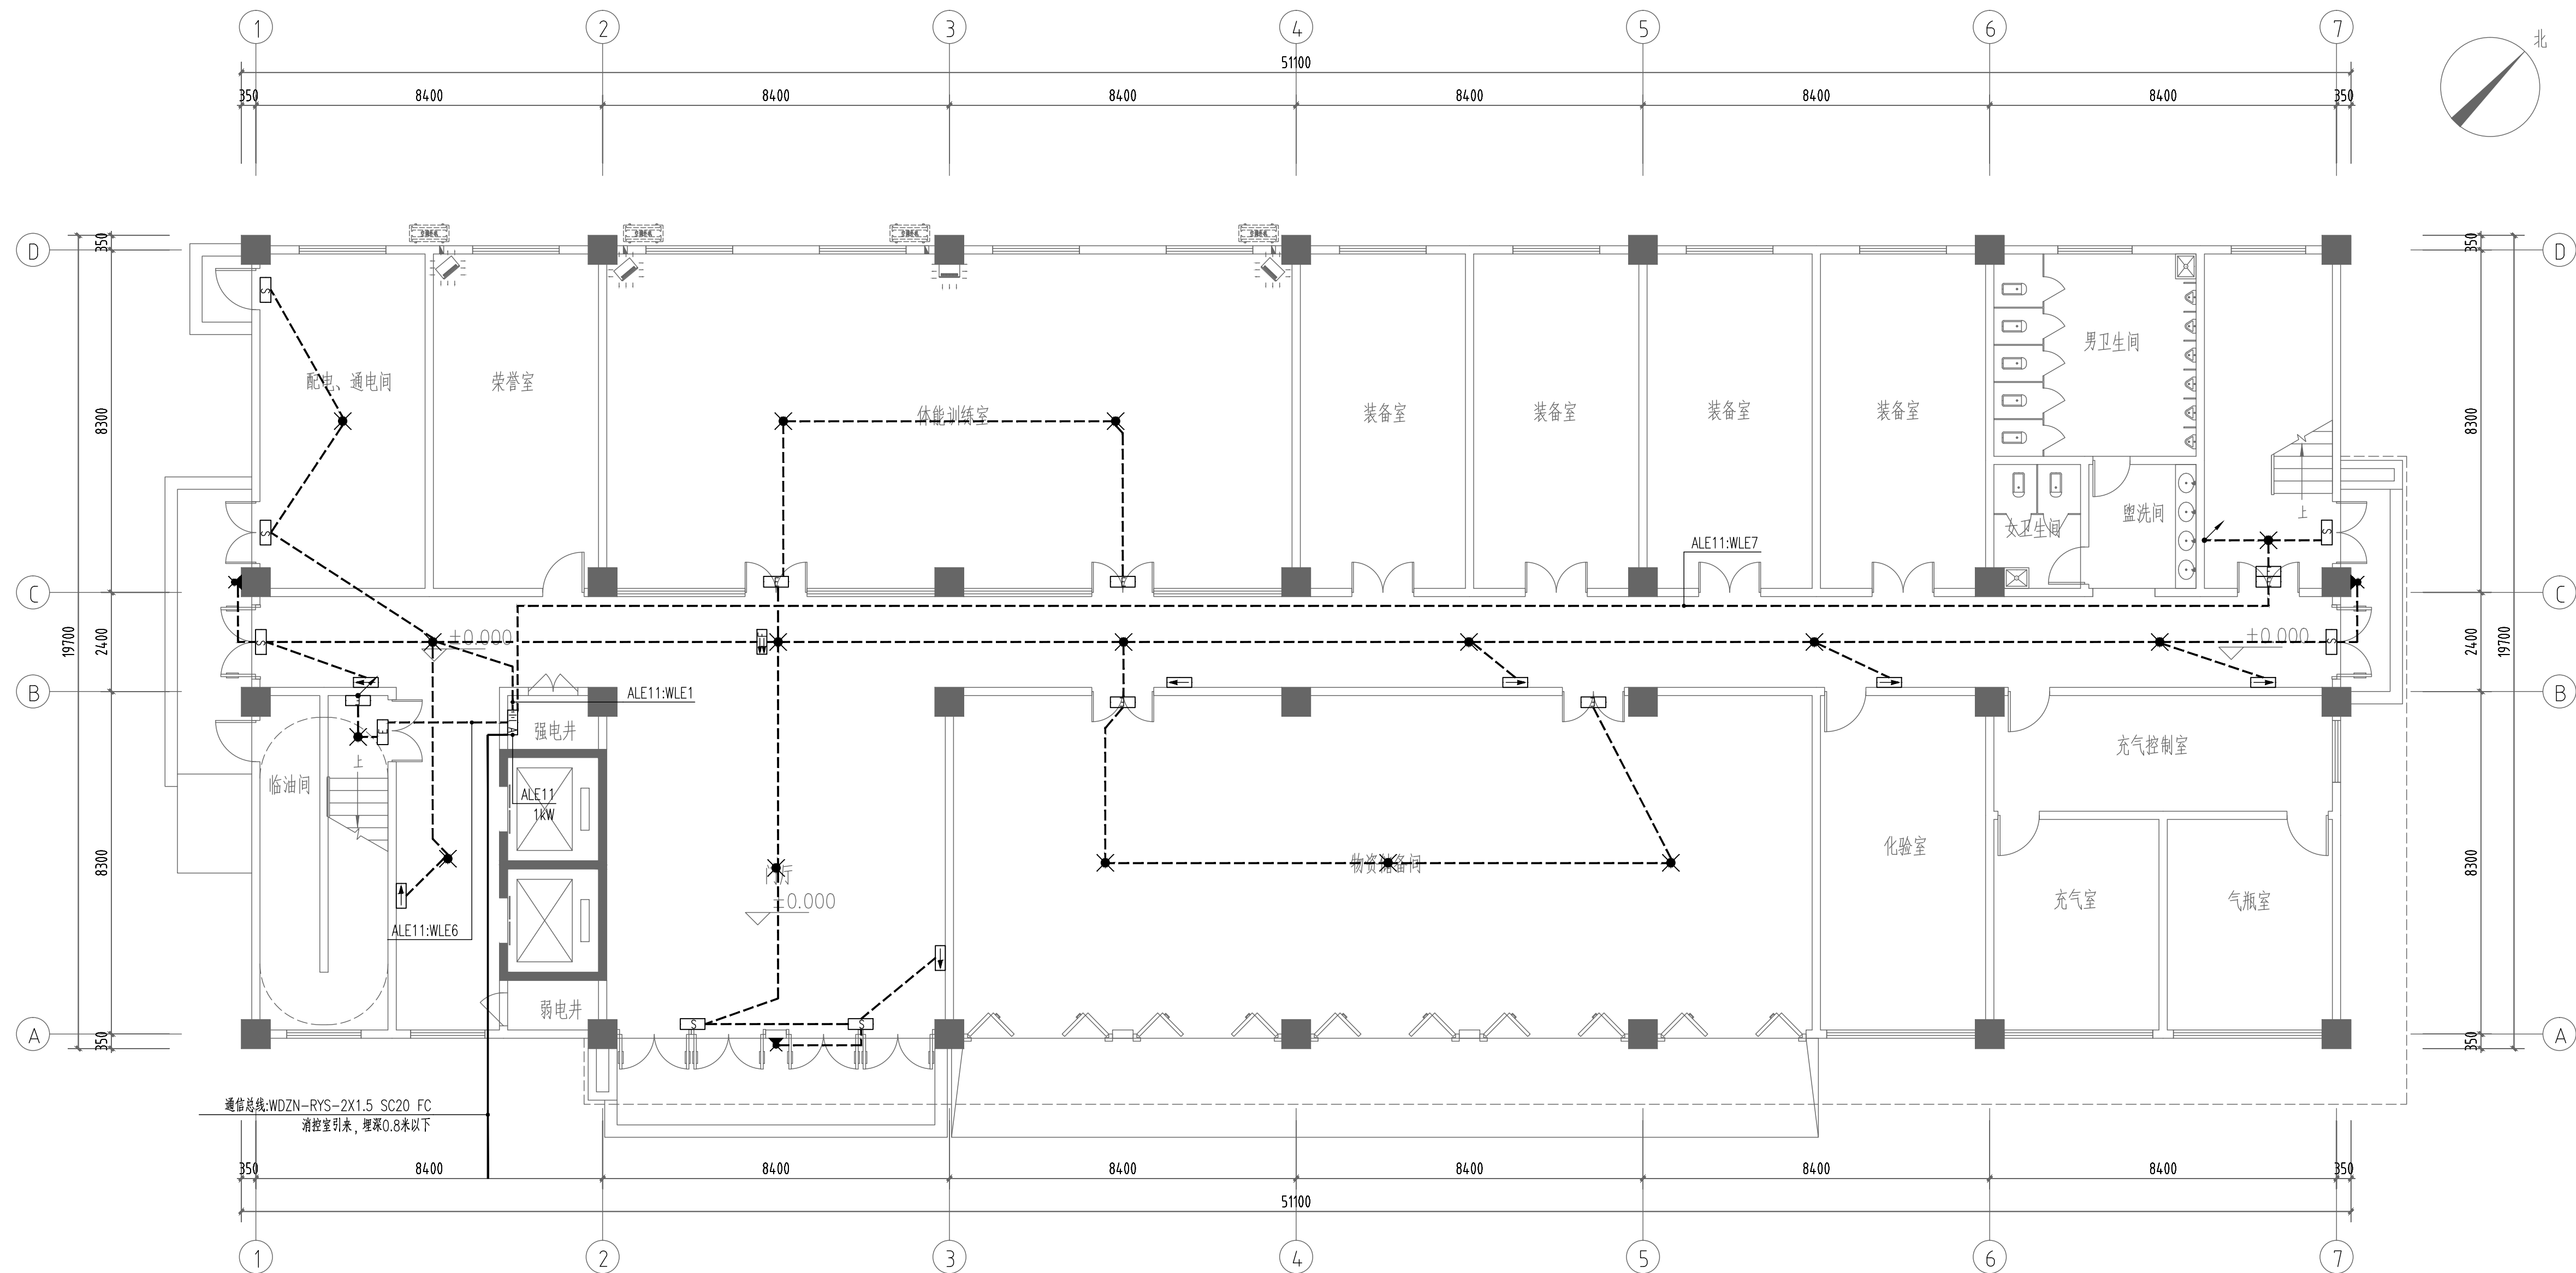 1 2 3 4 5 6 7
北
51100
350 8400 8400 8400 8400 8400 8400 350
D D
350 350
配电、通电间
荣誉室
体能训练室
装备室
装备室
装备室
装备室
男卫生间
8300 8300
女卫生间
盥洗间
上
S
S
S
ALE11:WLE7
C C
19700 19700
2400 2400
±0.000
±0.000
S
S
E
B B
ALE11:WLE1
强电井
E
A
上
临油间
ALE11
1kW
充气控制室
8300 8300
门厅
±0.000
物资储备间
化验室
充气室
气瓶室
ALE11:WLE6
弱电井
S
S
A A
350 350
通信总线:WDZN-RYS-2X1.5 SC20 FC
消控室引来,埋深0.8米以下
350 8400 8400 8400 8400 8400 8400 350
51100
1 2 3 4 5 6 7